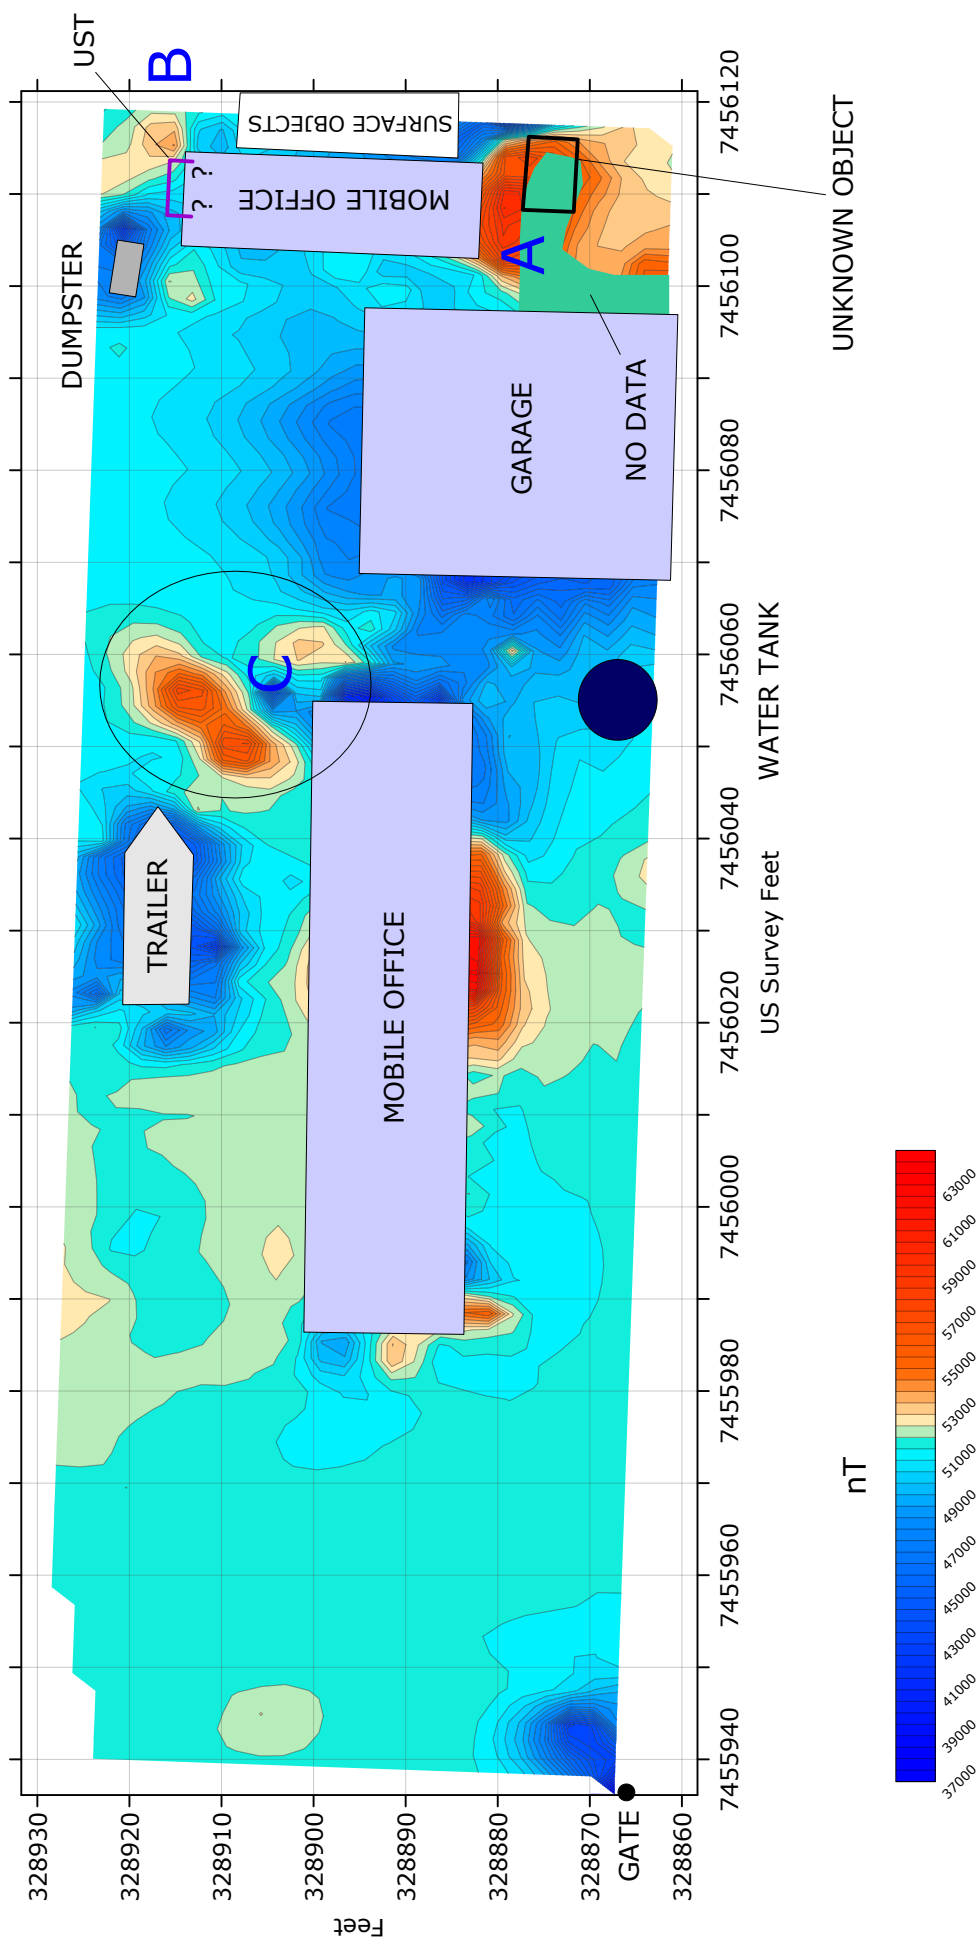 UST
B
SURFACE OBJECTS
? ?
MOBILE OFFICE
DUMPSTER
A
UNKNOWN OBJECT
GARAGE
NO DATA
C
WATER TANK
TRAILER
MOBILE OFFICE
US Survey Feet
7456120
7456100
7456080
7456060
7456040
7456020
7456000
7455980
7455960
7455940
nT
63000
61000
59000
57000
55000
53000
51000
49000
47000
45000
43000
41000
39000
37000
328930
328920
328910
328900
328890
328880
328870
328860
GATE
Feet